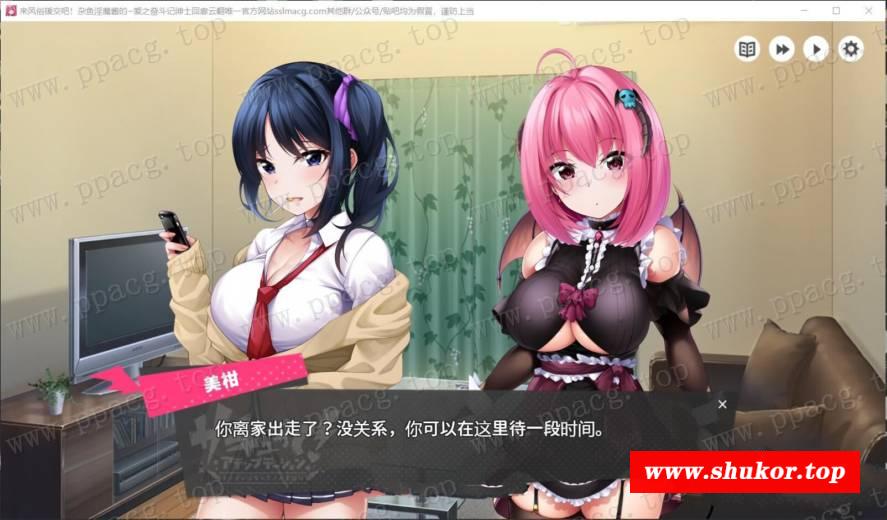 来风俗援交吧！杂鱼淫魔酱的~爱之奋斗记绅士回廊云翻唯一官方网站sslmacg.com其他群/公众号/贴吧均为假冒，谨防上当
www.ppacg.top
美柑
你离家出走了？没关系，你可以在这里待一段时间。
www.shukor.top